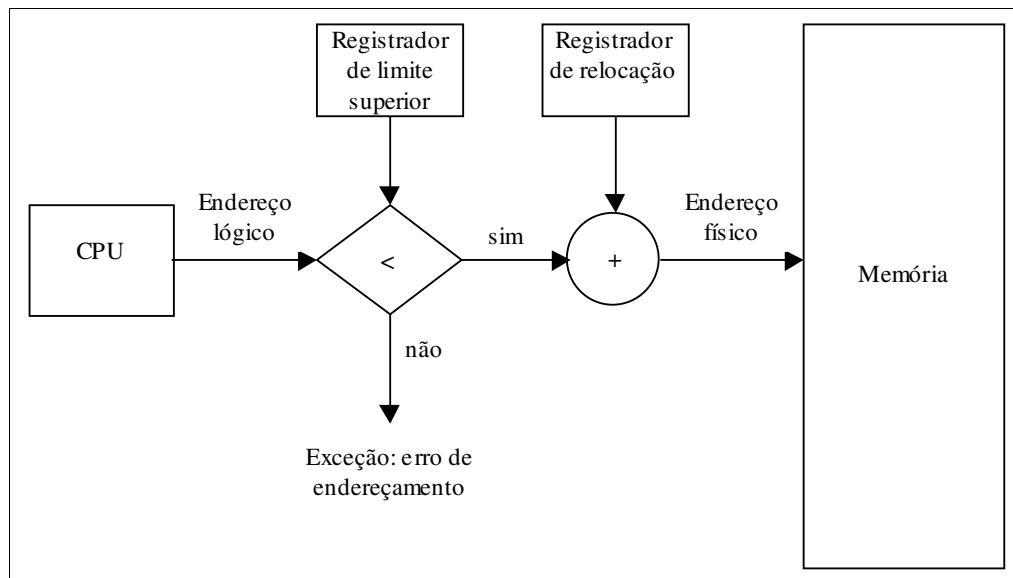 Registrador
de limite
superior
Registrador
de relocação
CPU
Endereço
lógico
<
sim
+
Endereço
físico
Memória
não
Exceção: erro de
endereçamento